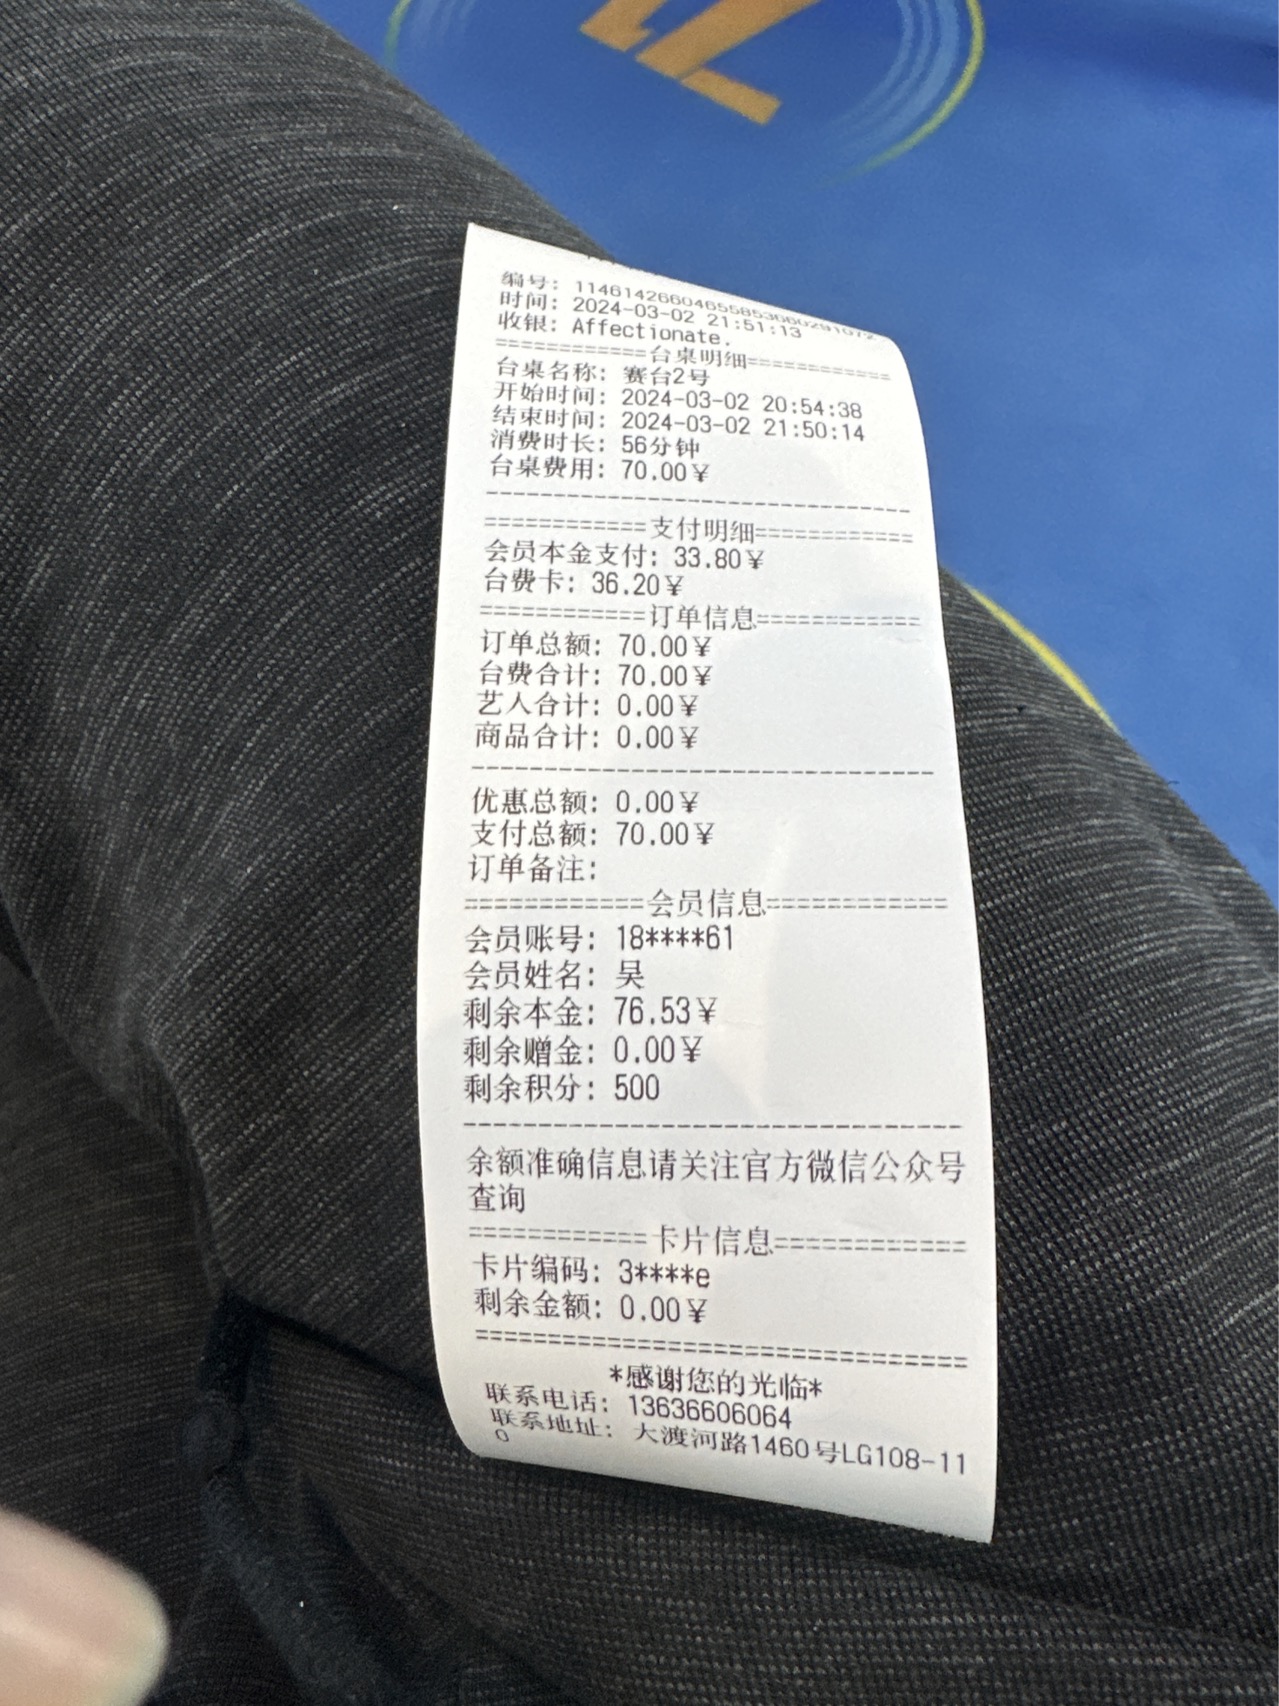 编号: 11461426604655853660291072
时间: 2024-03-02 21:51:13
收银: Affectionate.
============台桌明细============
台桌名称: 赛台2号
开始时间: 2024-03-02 20:54:38
结束时间: 2024-03-02 21:50:14
消费时长: 56分钟
台桌费用: 70.00¥
--------------------------------
============支付明细============
会员本金支付: 33.80¥
台费卡: 36.20¥
============订单信息============
订单总额: 70.00¥
台费合计: 70.00¥
艺人合计: 0.00¥
商品合计: 0.00¥
--------------------------------
优惠总额: 0.00¥
支付总额: 70.00¥
订单备注:
============会员信息============
会员账号: 18****61
会员姓名: 吴
剩余本金: 76.53¥
剩余赠金: 0.00¥
剩余积分: 500
--------------------------------
余额准确信息请关注官方微信公众号
查询
============卡片信息============
卡片编码: 3****e
剩余金额: 0.00¥
================================
*感谢您的光临*
联系电话: 13636606064
联系地址: 大渡河路1460号LG108-11
0